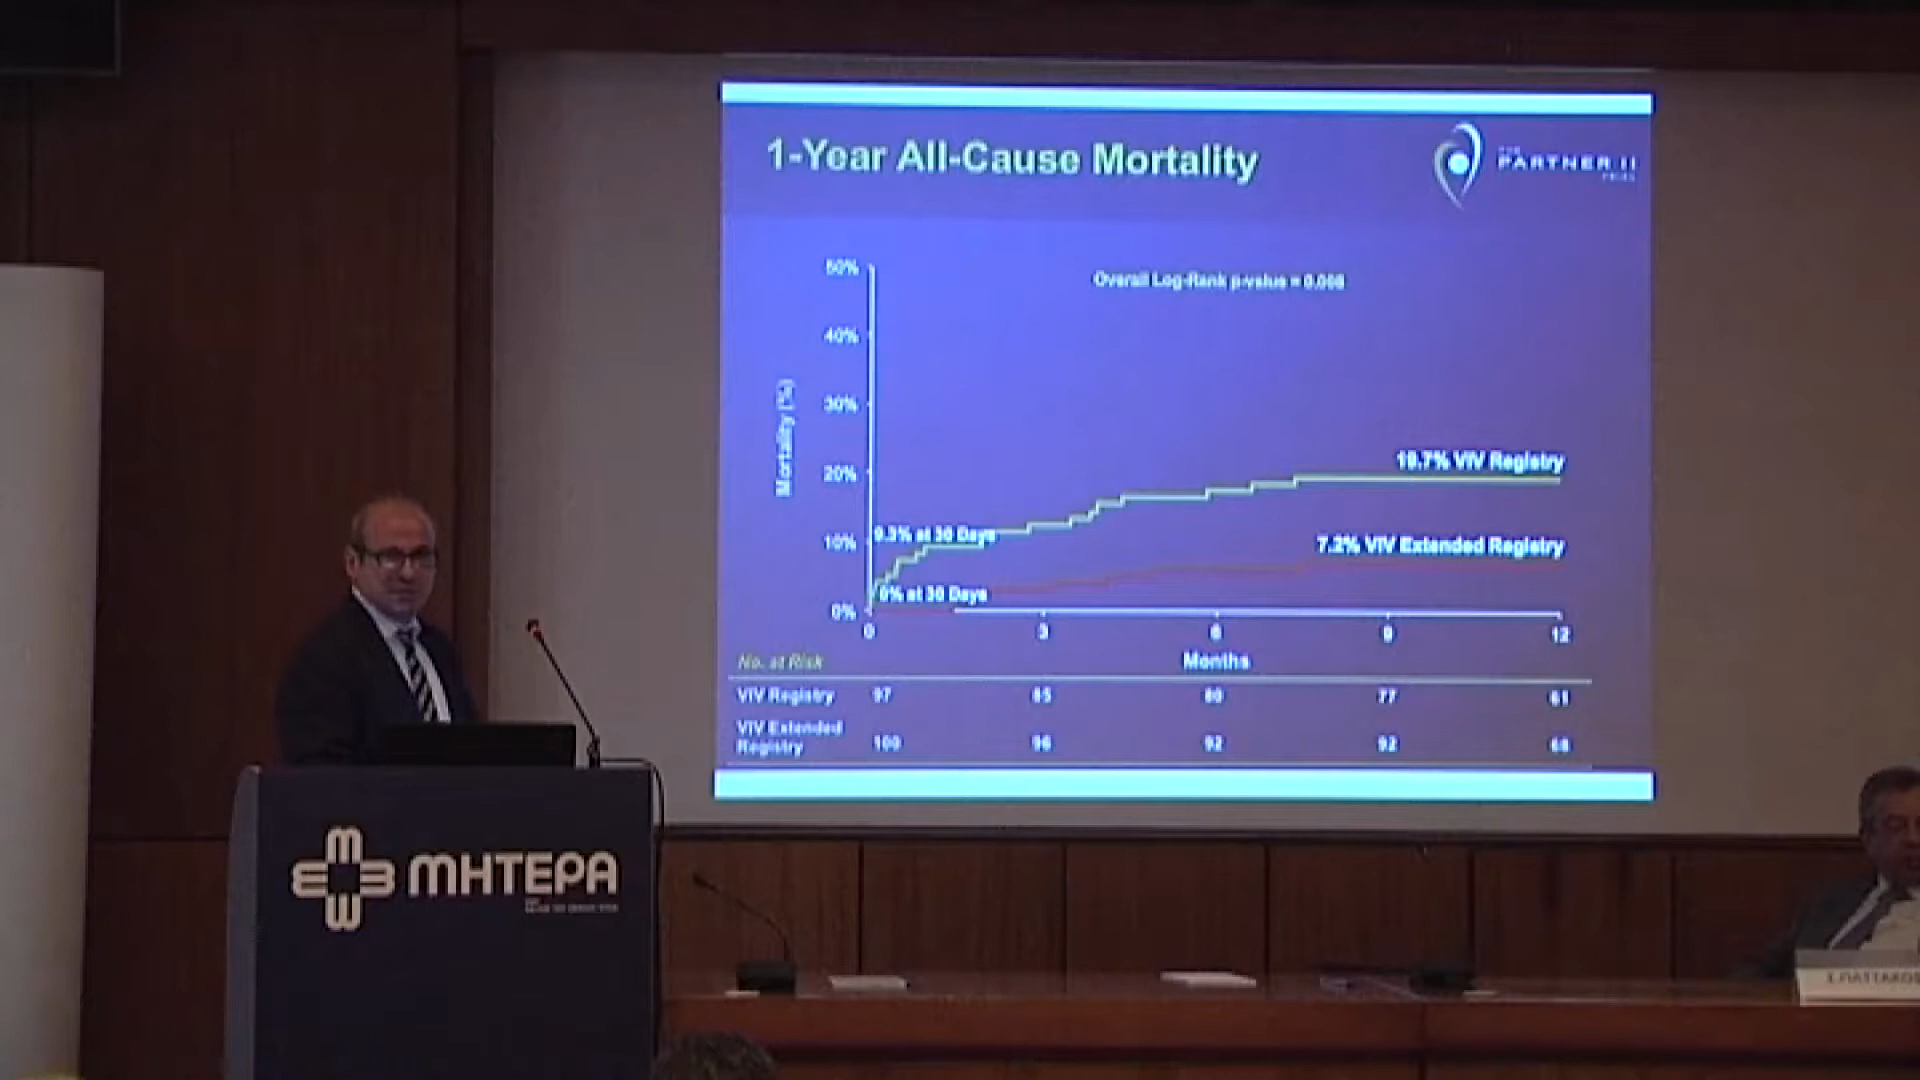 1-Year All-Cause Mortality
PARTNER II
50%
Overall Log-Rank p-value = 0.006
40%
30%
Mortality (%)
20%
19.7% VIV Registry
10%
9.3% at 30 Days
7.2% VIV Extended Registry
0% at 30 Days
0%
0 3 6 9 12
Months
No. at Risk
VIV Registry 97 85 80 77 61
VIV Extended
Registry 100 96 92 92 68
ΜΗΤΕΡΑ